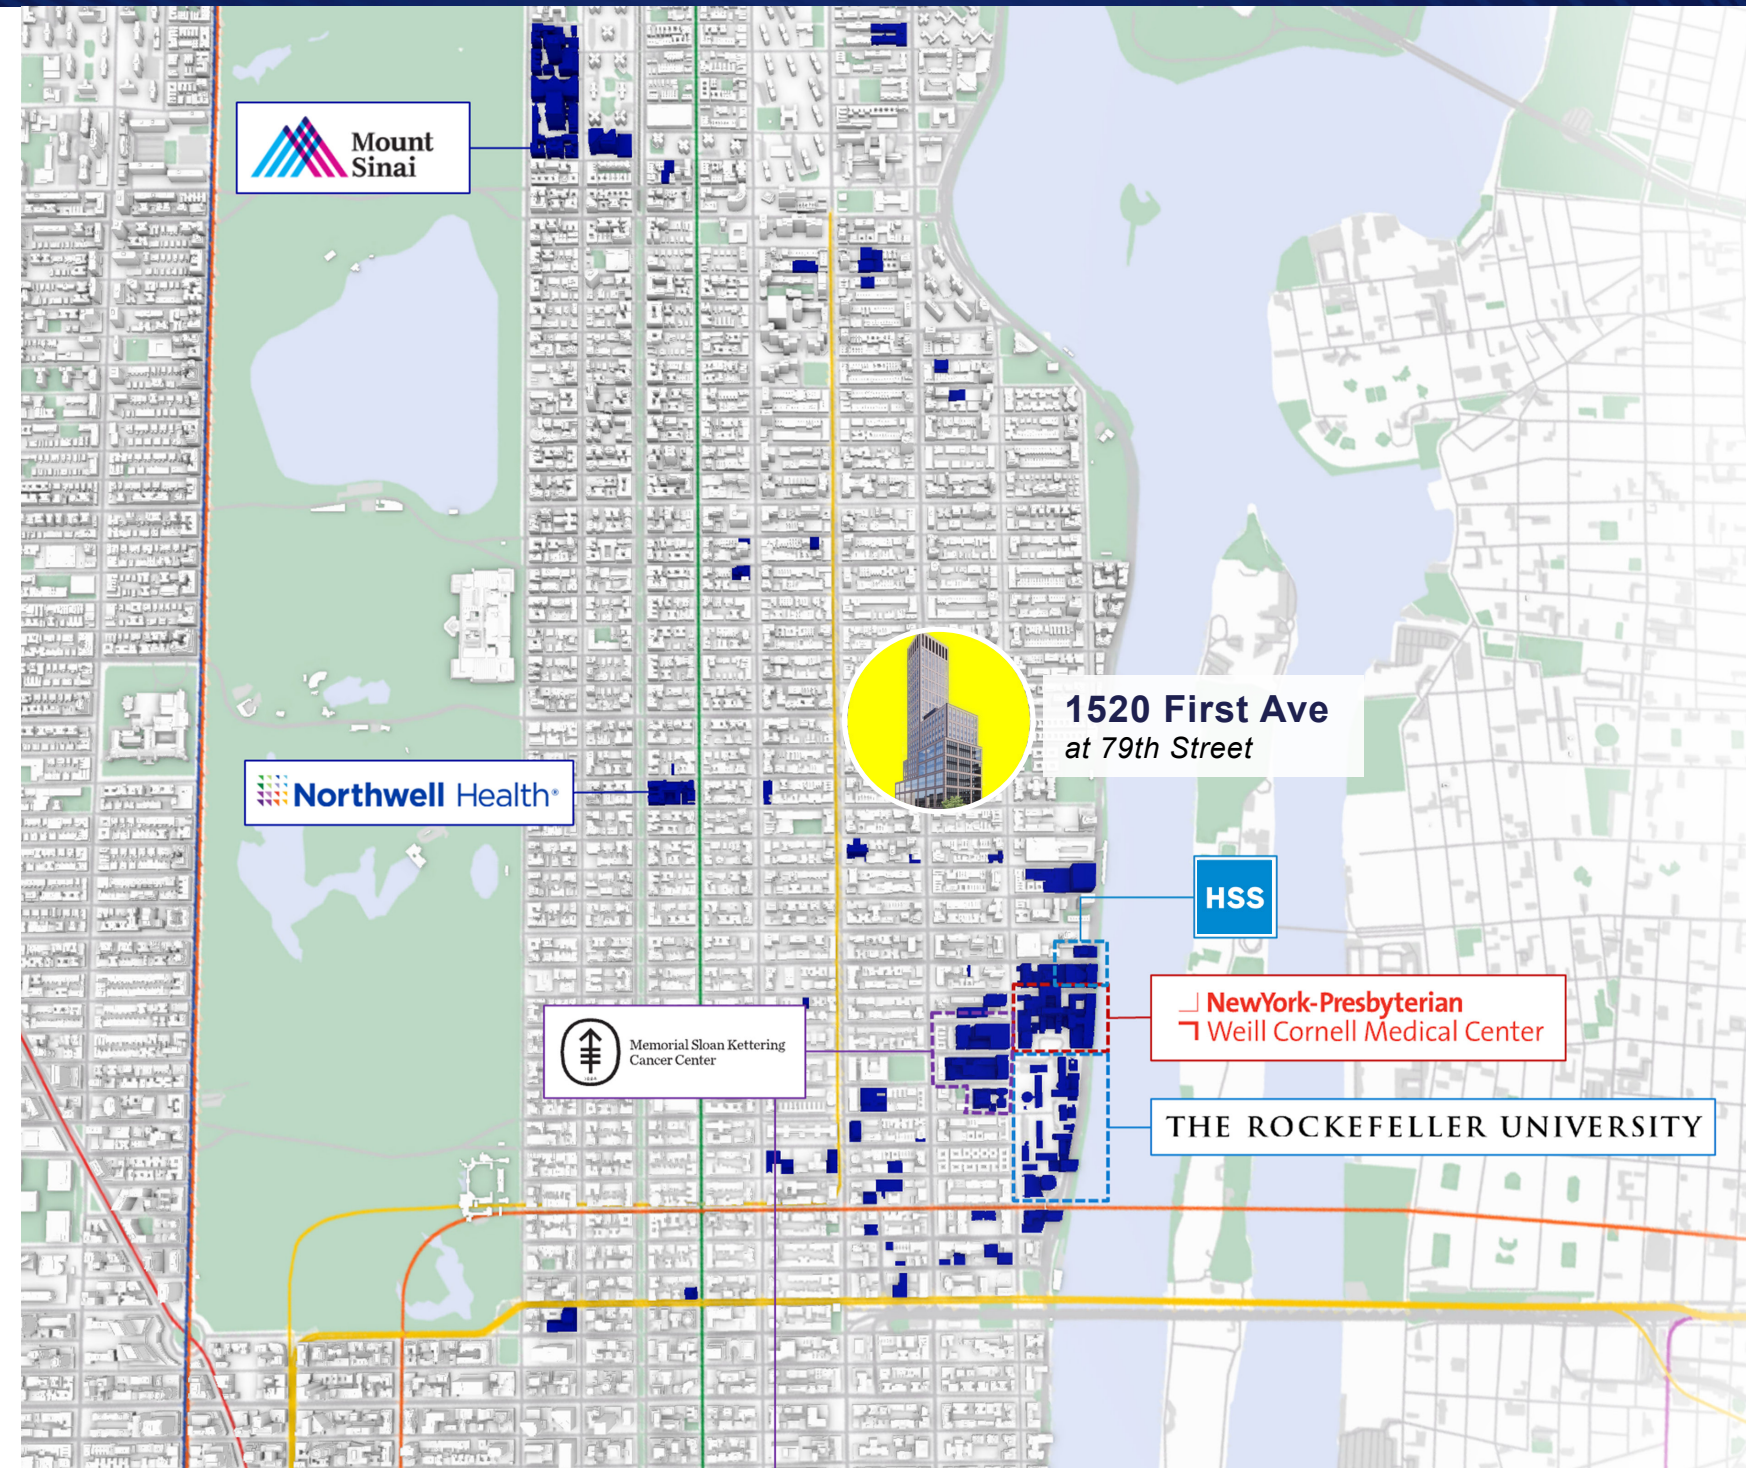 Mount
Sinai
1520 First Ave
at 79th Street
Northwell Health
HSS
NewYork-Presbyterian
Weill Cornell Medical Center
Memorial Sloan Kettering
Cancer Center
THE ROCKEFELLER UNIVERSITY